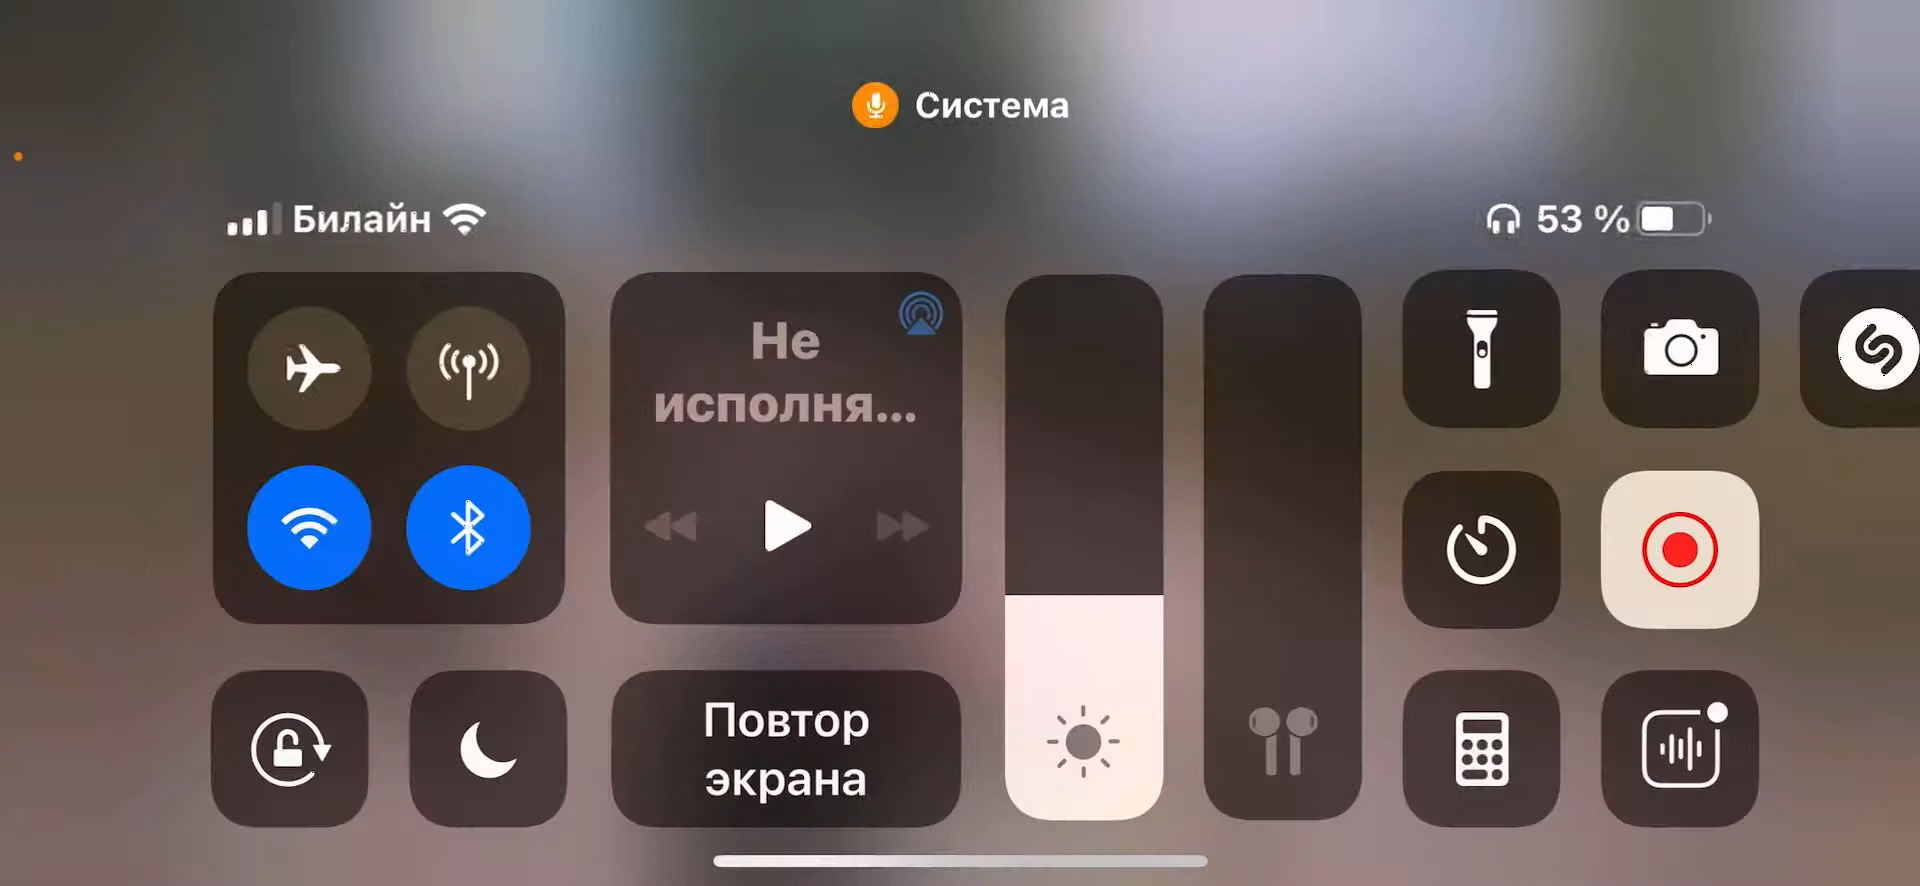 Система
Билайн
53 %
Не
исполня...
Повтор
экрана